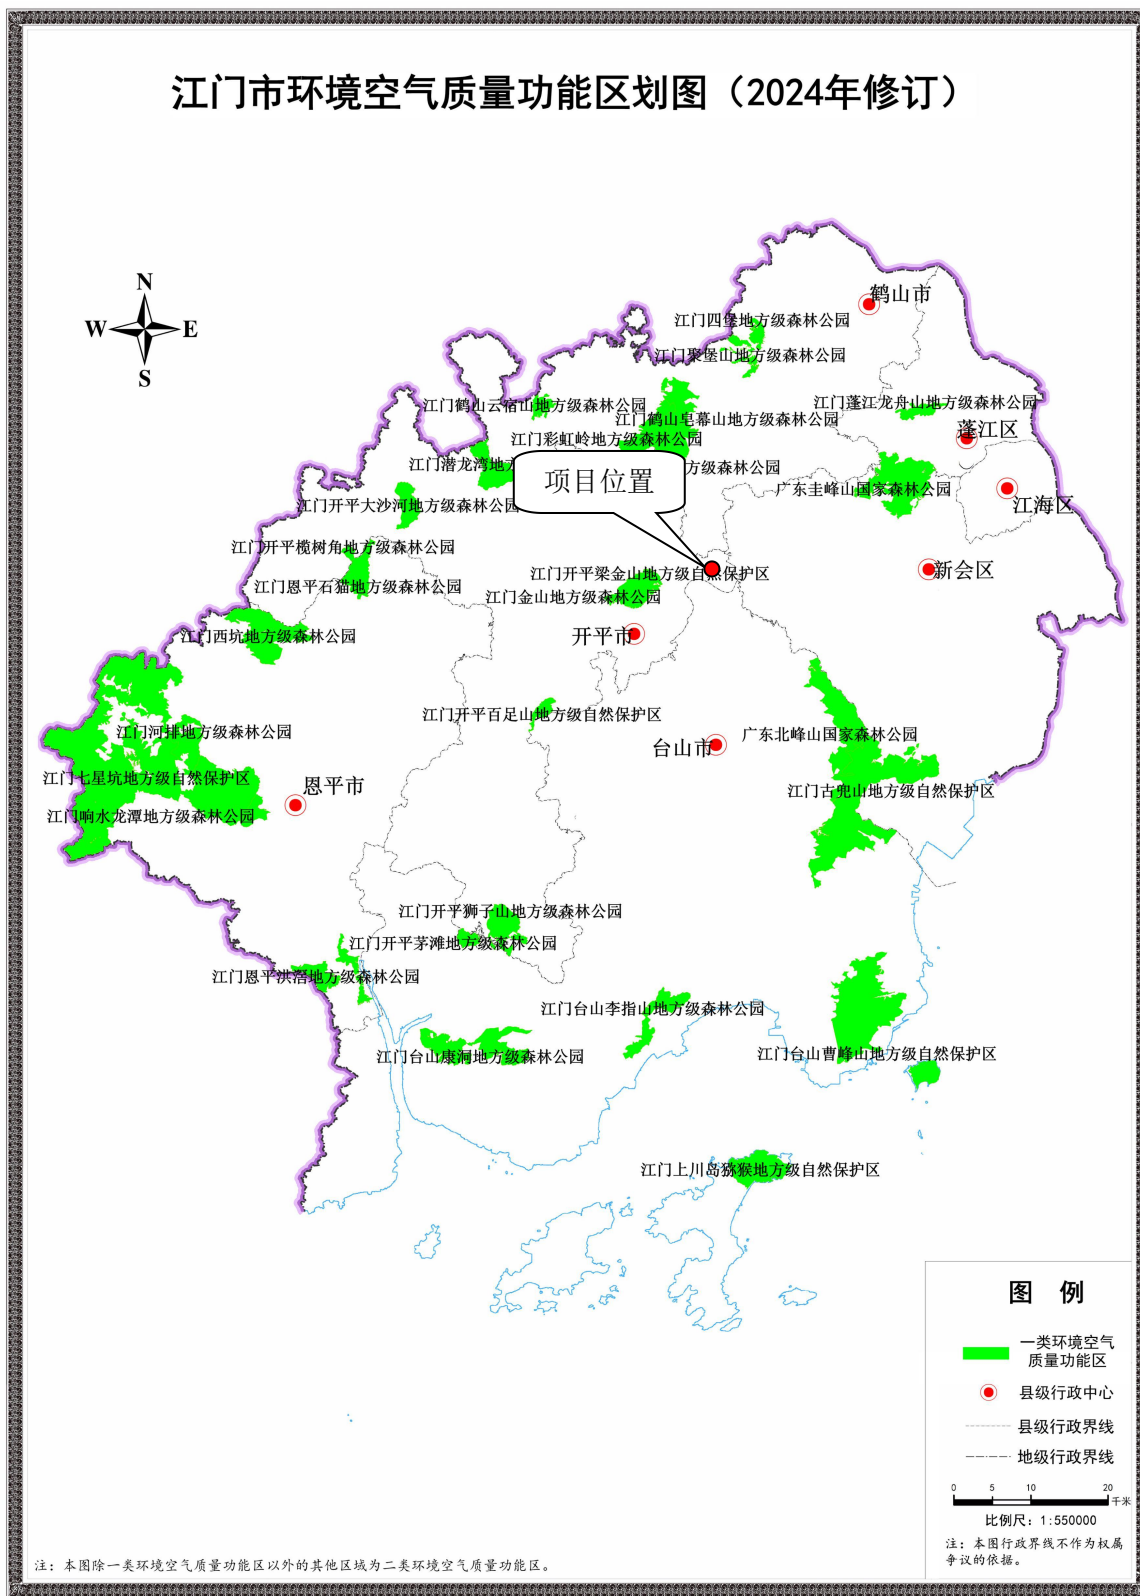 江门市环境空气质量功能区划图（2024年修订）
N
W
E
S
鹤山市
江门四堡地方级森林公园
江门聚堡山地方级森林公园
江门鹤山云宿山地方级森林公园
江门蓬江龙舟山地方级森林公园
江门鹤山皂幕山地方级森林公园
蓬江区
江门彩虹岭地方级森林公园
江门潜龙湾地方
方级森林公园
项目位置
广东圭峰山国家森林公园
江门开平大沙河地方级森林公园
江海区
江门开平榄树角地方级森林公园
新会区
江门开平梁金山地方级自然保护区
江门恩平石猫地方级森林公园
江门金山地方级森林公园
开平市
江门西坑地方级森林公园
江门开平百足山地方级自然保护区
江门河排地方级森林公园
广东北峰山国家森林公园
台山市
江门七星坑地方级自然保护区
恩平市
江门古兜山地方级自然保护区
江门响水龙潭地方级森林公园
江门开平狮子山地方级森林公园
江门开平茅滩地方级森林公园
江门恩平洪滔地方级森林公园
江门台山李指山地方级森林公园
江门台山康洞地方级森林公园
江门台山曹峰山地方级自然保护区
江门上川岛猕猴地方级自然保护区
图 例
一类环境空气
质量功能区
县级行政中心
县级行政界线
地级行政界线
0 5 10 20
千米
比例尺：1:550000
注：本图行政界线不作为权属
争议的依据。
注：本图除一类环境空气质量功能区以外的其他区域为二类环境空气质量功能区。